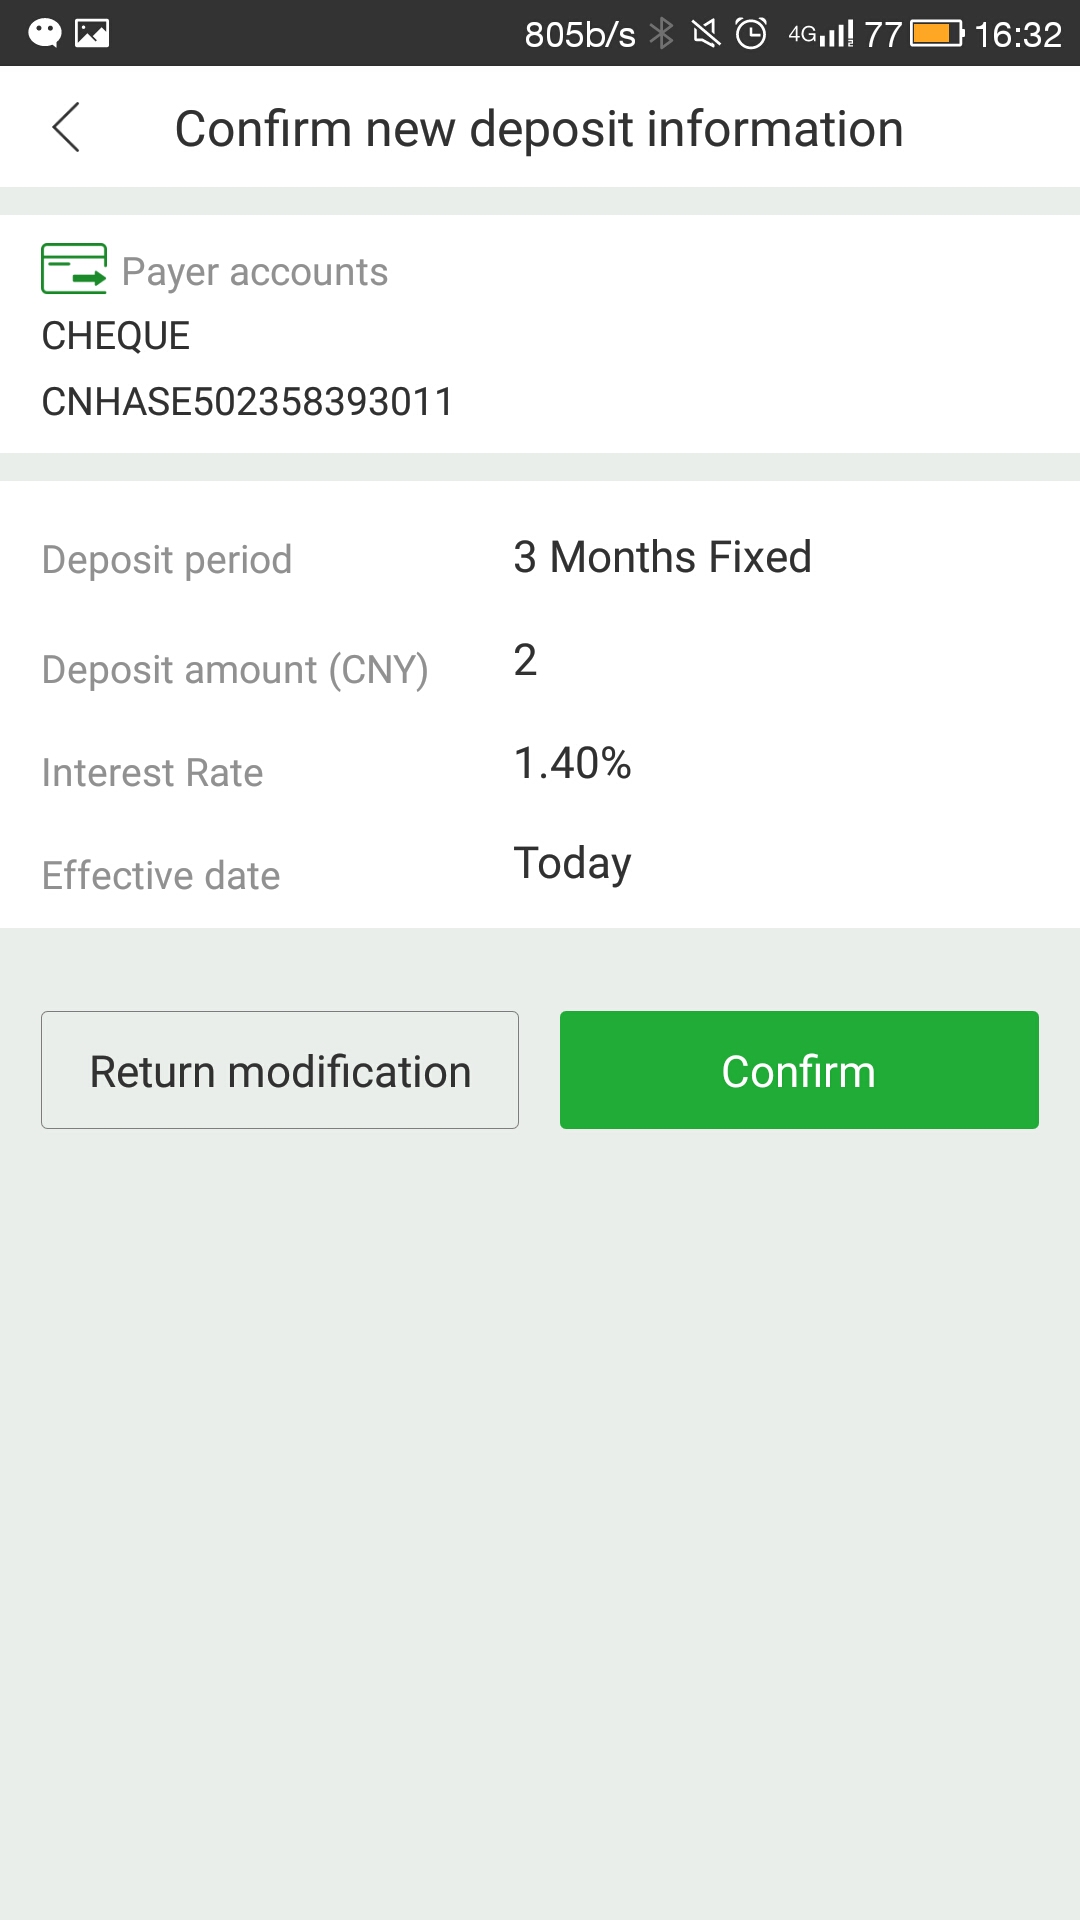 805b/s 4G 77 16:32
Confirm new deposit information
Payer accounts
CHEQUE
CNHASE502358393011
Deposit period 3 Months Fixed
Deposit amount (CNY) 2
Interest Rate 1.40%
Effective date Today
Return modification Confirm